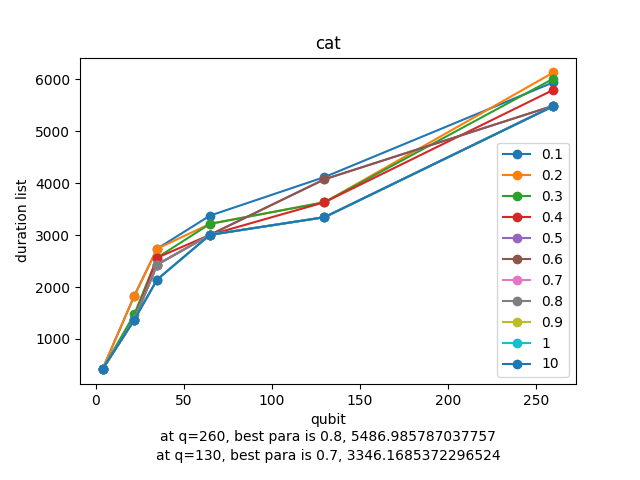 cat
6000
5000
4000
3000
2000
1000
duration list
0.1
0.2
0.3
0.4
0.5
0.6
0.7
0.8
0.9
1
10
0 50 100 150 200 250
qubit
at q=260, best para is 0.8, 5486.985787037757
at q=130, best para is 0.7, 3346.1685372296524